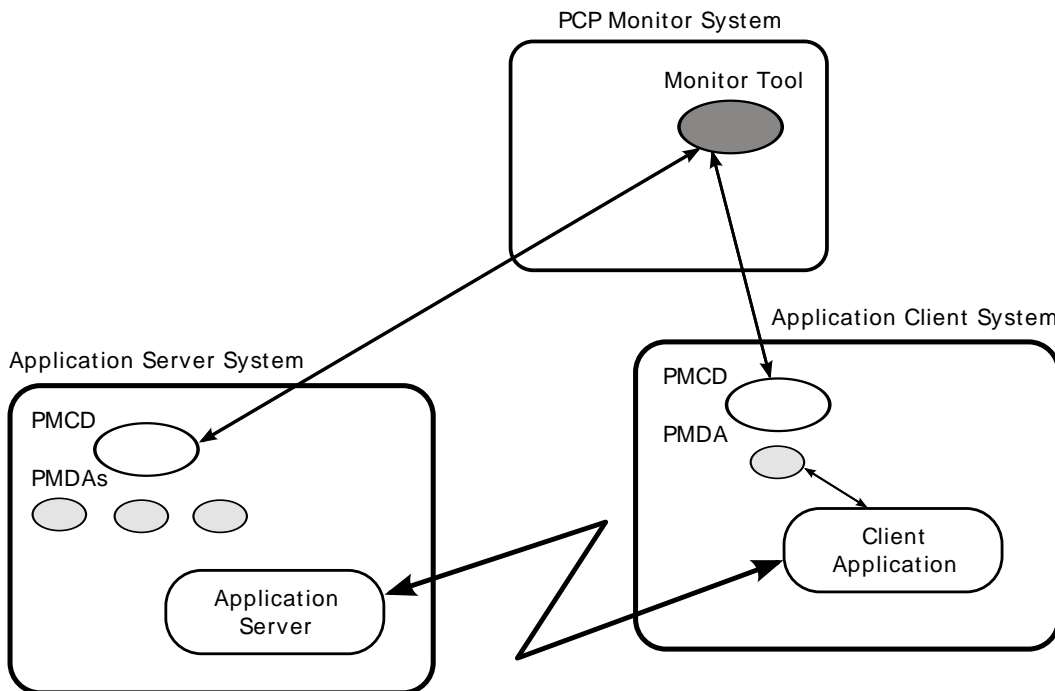 PCP Monitor System
Monitor Tool
Application Client System
Application Server System
PMCD
PMDA
Client
Application
PMCD
PMDAs
Application
Server